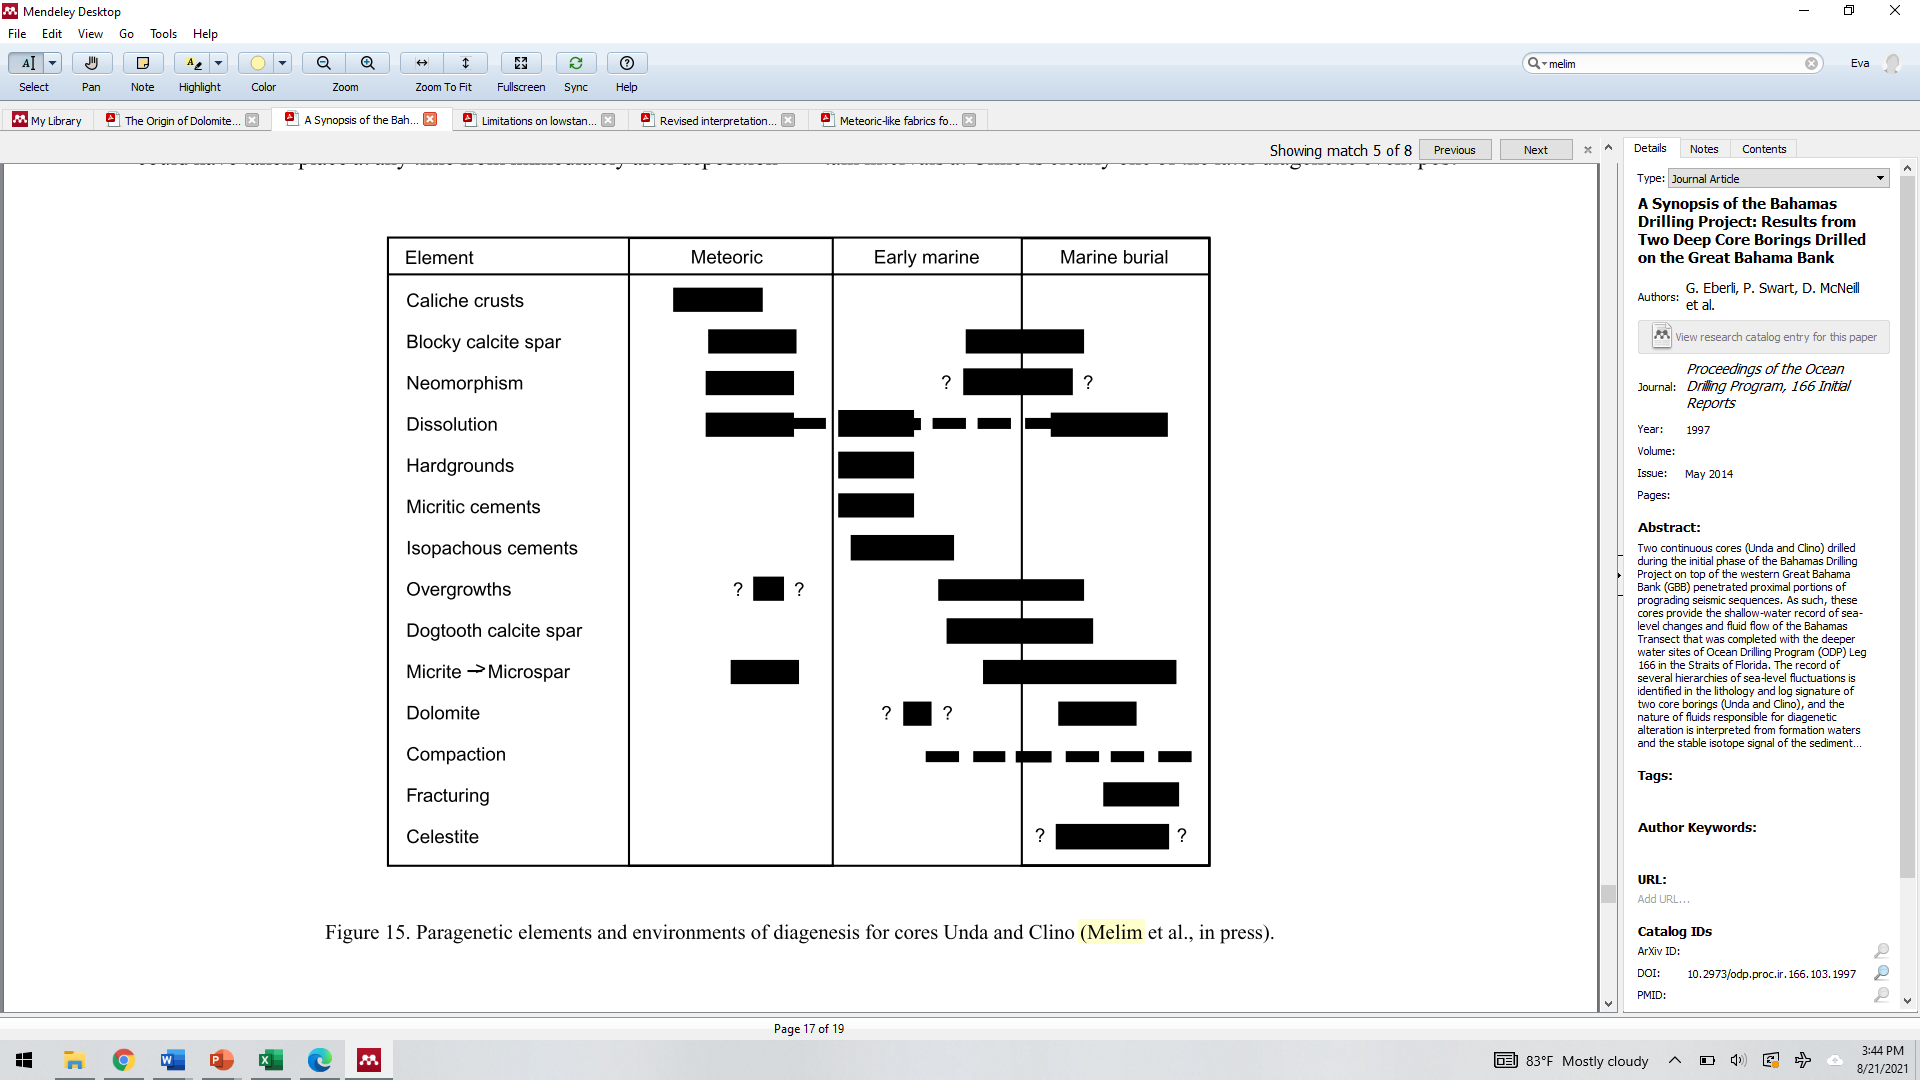 Mendeley Desktop
File Edit View Go Tools Help
Select Pan Note Highlight Color Zoom Zoom To Fit Fullscreen Sync Help
melim
Eva
My Library
The Origin of Dolomite...
A Synopsis of the Bah...
Limitations on lowstan...
Revised interpretation...
Meteoric-like fabrics fo...
Showing match 5 of 8 Previous Next
Element Meteoric Early marine Marine burial
Caliche crusts
Blocky calcite spar
Neomorphism ? ?
Dissolution
Hardgrounds
Micritic cements
Isopachous cements
Overgrowths ? ?
Dogtooth calcite spar
Micrite -> Microspar
Dolomite ? ?
Compaction
Fracturing
Celestite ? ?
Figure 15. Paragenetic elements and environments of diagenesis for cores Unda and Clino (Melim et al., in press).
Page 17 of 19
Details Notes Contents
Type: Journal Article
A Synopsis of the Bahamas
Drilling Project: Results from
Two Deep Core Borings Drilled
on the Great Bahama Bank
Authors: G. Eberli, P. Swart, D. McNeill
et al.
View research catalog entry for this paper
Journal: Proceedings of the Ocean
Drilling Program, 166 Initial
Reports
Year: 1997
Volume:
Issue: May 2014
Pages:
Abstract:
Two continuous cores (Unda and Clino) drilled
during the initial phase of the Bahamas Drilling
Project on top of the western Great Bahama
Bank (GBB) penetrated proximal portions of
prograding seismic sequences. As such, these
cores provide the shallow-water record of sea-
level changes and fluid flow of the Bahamas
Transect that was completed with the deeper
water sites of Ocean Drilling Program (ODP) Leg
166 in the Straits of Florida. The record of
several hierarchies of sea-level fluctuations is
identified in the lithology and log signature of
two core borings (Unda and Clino), and the
nature of fluids responsible for diagenetic
alteration is interpreted from formation waters
and the stable isotope signal of the sediment...
Tags:
Author Keywords:
URL:
Add URL...
Catalog IDs
ArXiv ID:
DOI: 10.2973/odp.proc.ir.166.103.1997
PMID:
83°F Mostly cloudy
3:44 PM
8/21/2021